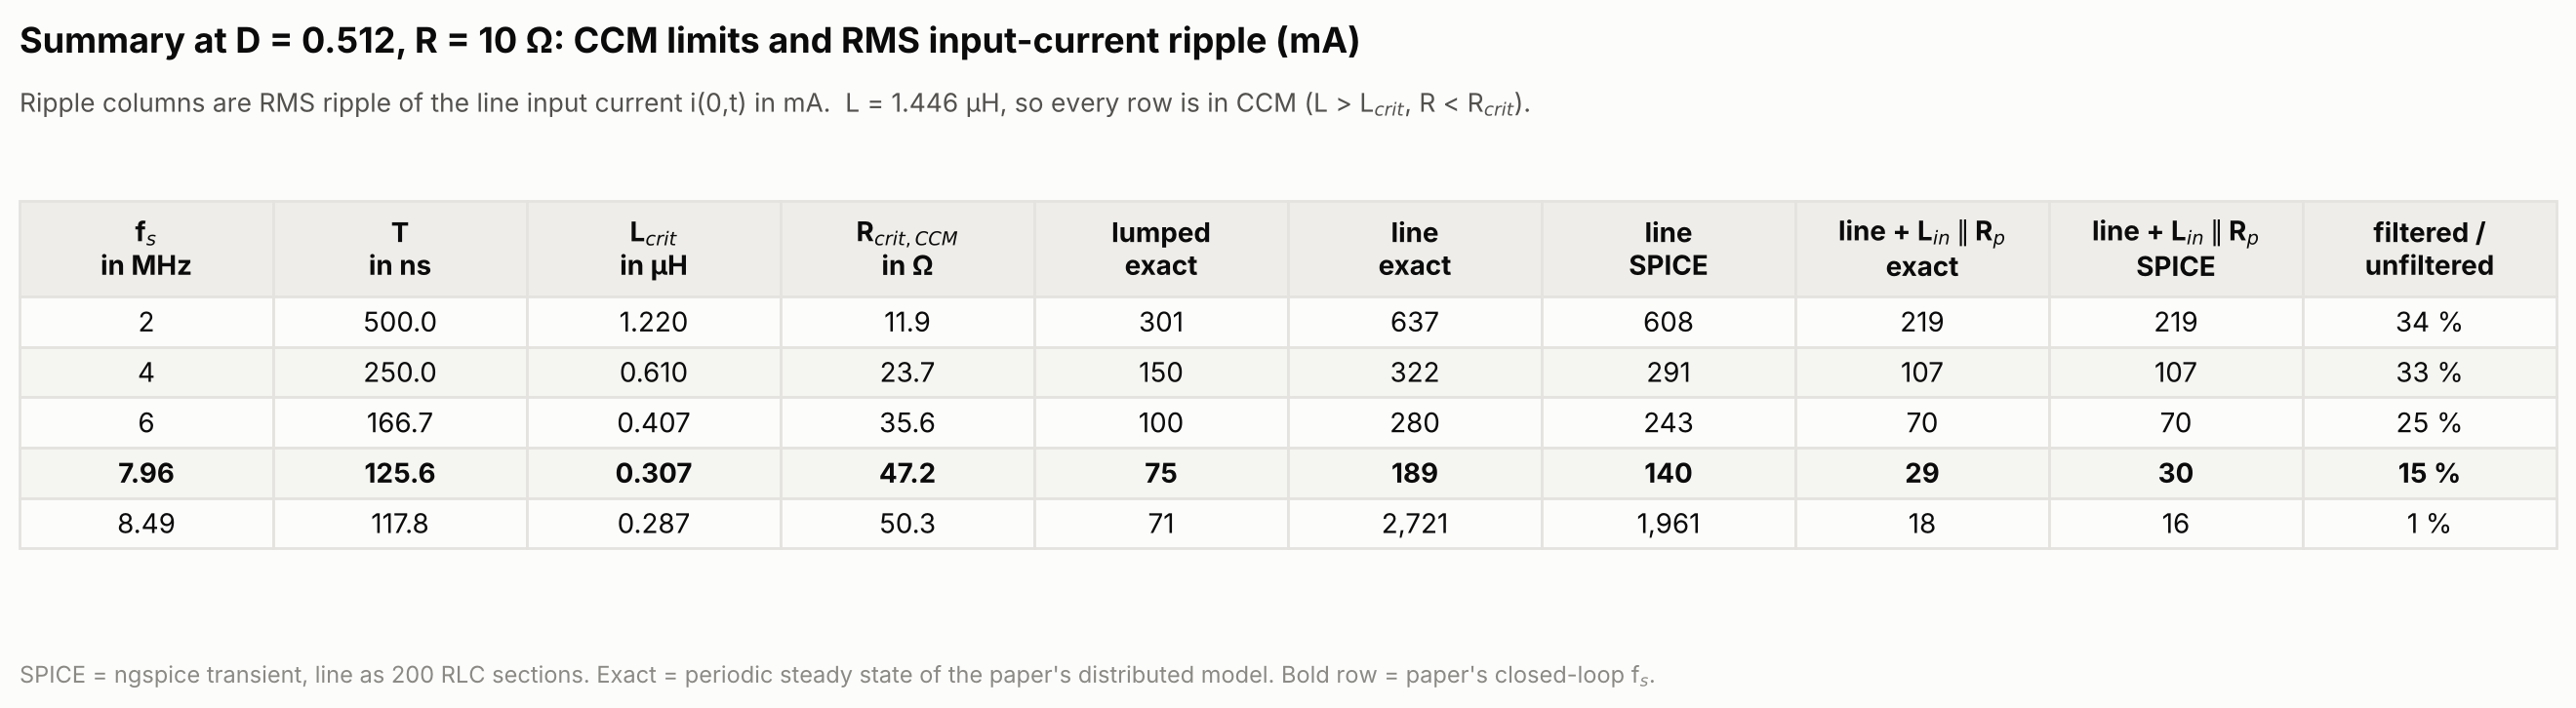 Summary at D = 0.512, R = 10 Ω: CCM limits and RMS input-current ripple (mA)
Ripple columns are RMS ripple of the line input current i(0,t) in mA.  L = 1.446 µH, so every row is in CCM (L > Lcrit, R < Rcrit).
fs in MHz | T in ns | Lcrit in µH | Rcrit, CCM in Ω | lumped exact | line exact | line SPICE | line + Lin ∥ Rp exact | line + Lin ∥ Rp SPICE | filtered / unfiltered
2 | 500.0 | 1.220 | 11.9 | 301 | 637 | 608 | 219 | 219 | 34 %
4 | 250.0 | 0.610 | 23.7 | 150 | 322 | 291 | 107 | 107 | 33 %
6 | 166.7 | 0.407 | 35.6 | 100 | 280 | 243 | 70 | 70 | 25 %
7.96 | 125.6 | 0.307 | 47.2 | 75 | 189 | 140 | 29 | 30 | 15 %
8.49 | 117.8 | 0.287 | 50.3 | 71 | 2,721 | 1,961 | 18 | 16 | 1 %
SPICE = ngspice transient, line as 200 RLC sections. Exact = periodic steady state of the paper's distributed model. Bold row = paper's closed-loop fs.